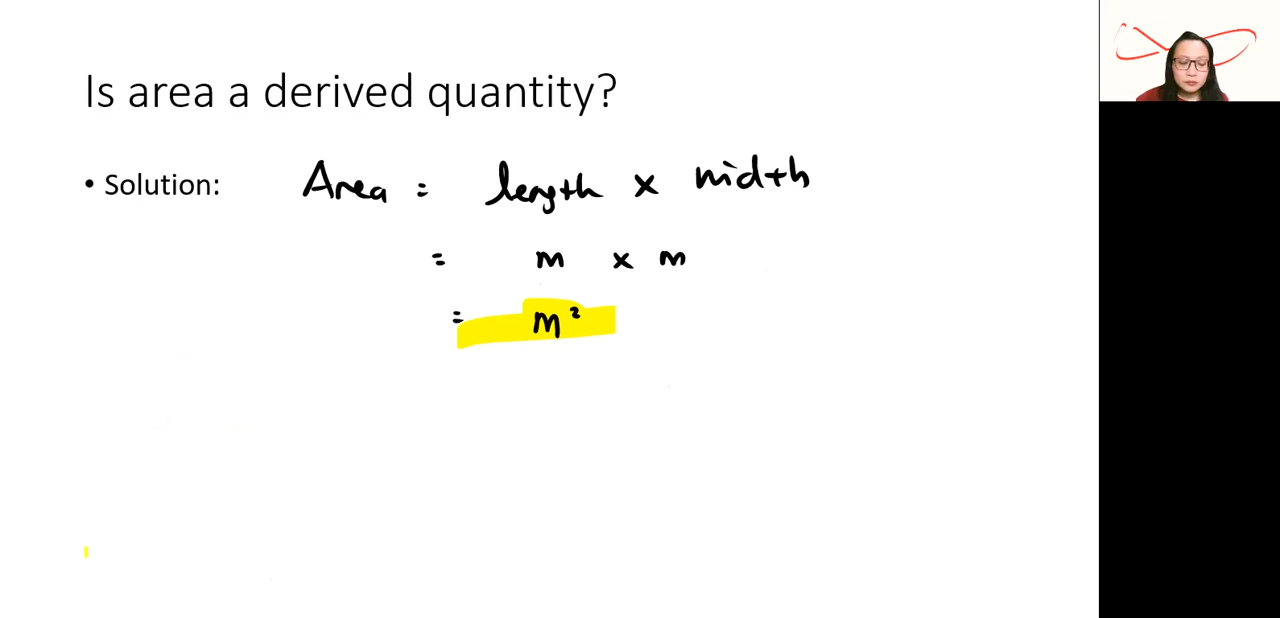 Is area a derived quantity?
• Solution: Area = length × width
= m × m
= m²